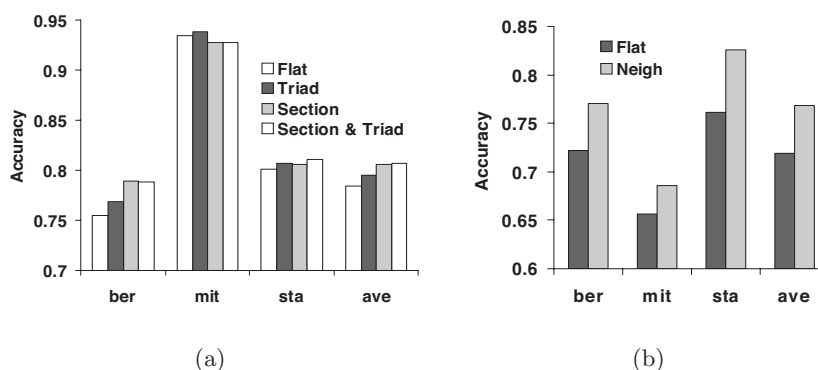 Accuracy
0.95
0.9
0.85
0.8
0.75
0.7
Flat
Triad
Section
Section & Triad
ber mit sta ave
(a)
Accuracy
0.85
0.8
0.75
0.7
0.65
0.6
Flat
Neigh
ber mit sta ave
(b)